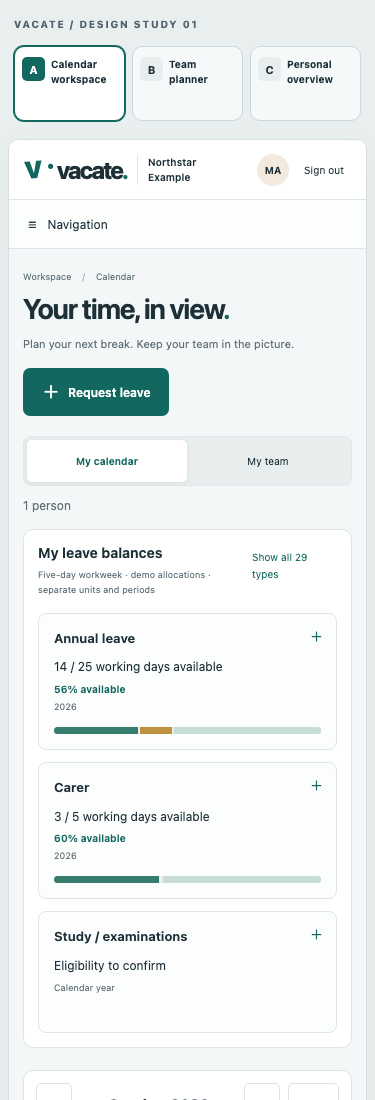 VACATE / DESIGN STUDY 01
A Calendar workspace
B Team planner
C Personal overview
vacate.
Northstar Example
MA
Sign out
≡ Navigation
Workspace / Calendar
Your time, in view.
Plan your next break. Keep your team in the picture.
+ Request leave
My calendar
My team
1 person
My leave balances
Show all 29 types
Five-day workweek · demo allocations ·
separate units and periods
Annual leave +
14 / 25 working days available
56% available
2026
Carer +
3 / 5 working days available
60% available
2026
Study / examinations +
Eligibility to confirm
Calendar year